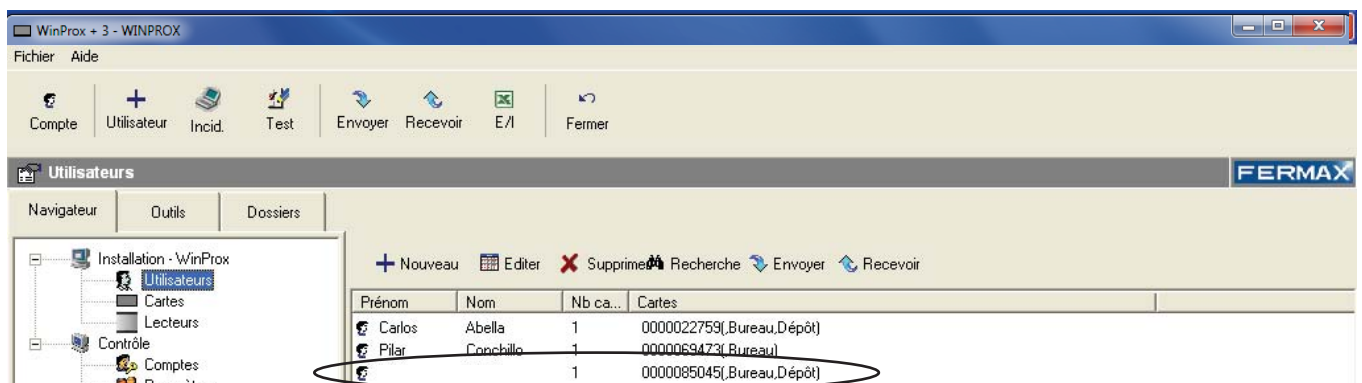 WinProx + 3 - WINPROX
Fichier Aide
Compte Utilisateur Incid. Test Envoyer Recevoir E/I Fermer
Utilisateurs FERMAX
Navigateur Outils Dossiers
Installation - WinProx
Utilisateurs
Cartes
Lecteurs
Contrôle
Comptes
Nouveau Editer Supprime Recherche Envoyer Recevoir
Prénom Nom Nb ca... Cartes
Carlos Abella 1 0000022759(,Bureau,Dépôt)
Pilar Conchillo 1 0000069473(,Bureau)
1 0000085045(,Bureau,Dépôt)